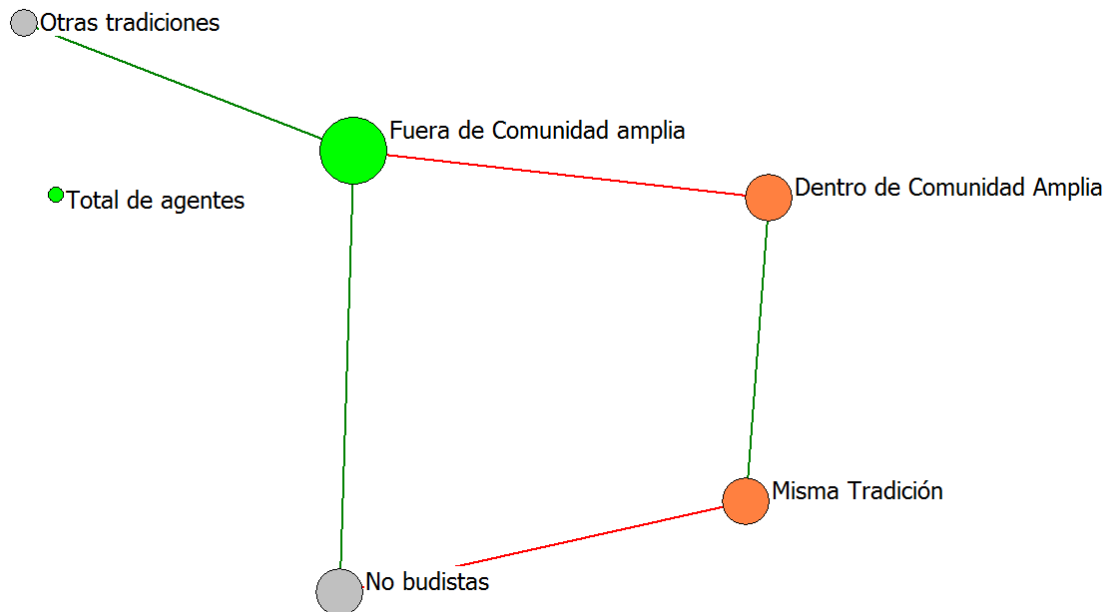 Otras tradiciones
Fuera de Comunidad amplia
Dentro de Comunidad Amplia
Total de agentes
Misma Tradición
No budistas